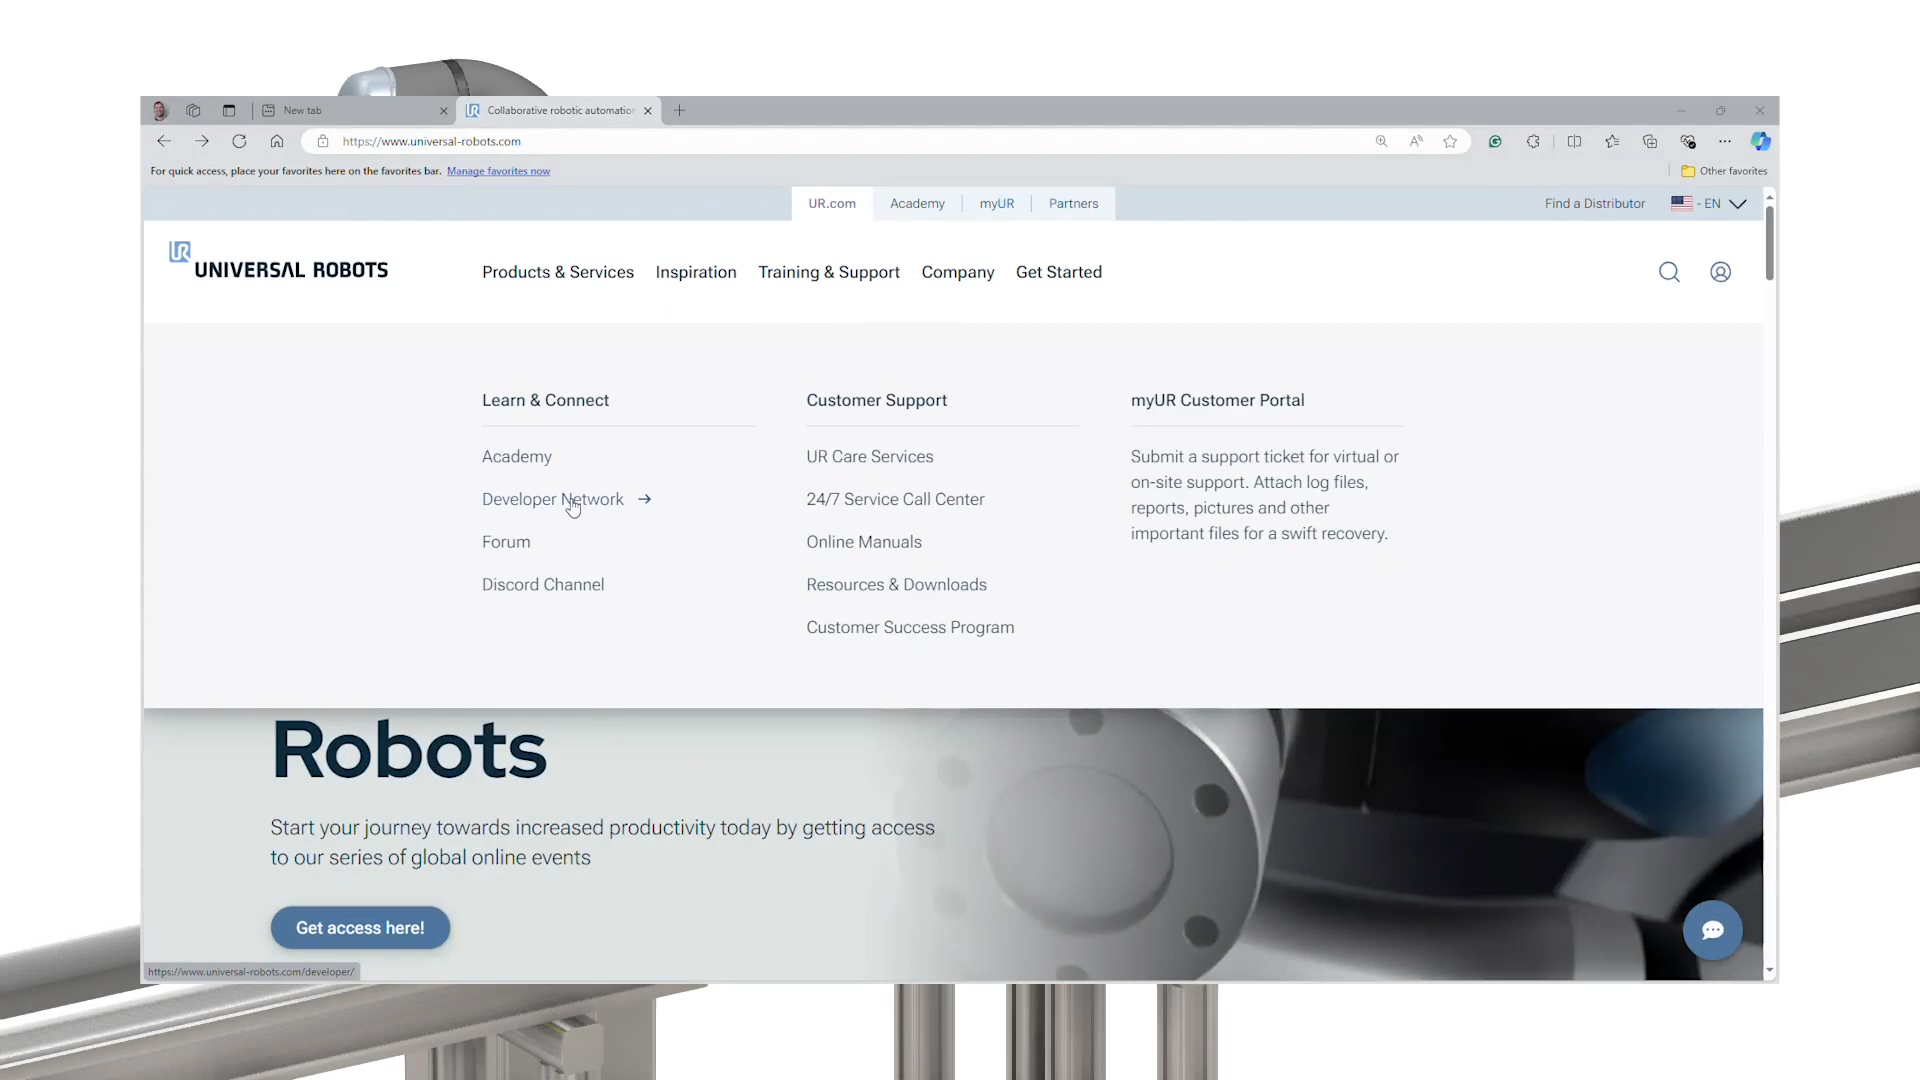 New tab
Collaborative robotic automation
https://www.universal-robots.com
For quick access, place your favorites here on the favorites bar. Manage favorites now
Other favorites
UR.com
Academy
myUR
Partners
Find a Distributor
- EN
UR
UNIVERSAL ROBOTS
Products & Services
Inspiration
Training & Support
Company
Get Started
Learn & Connect
Academy
Developer Network
Forum
Discord Channel
Customer Support
UR Care Services
24/7 Service Call Center
Online Manuals
Resources & Downloads
Customer Success Program
myUR Customer Portal
Submit a support ticket for virtual or
on-site support. Attach log files,
reports, pictures and other
important files for a swift recovery.
Robots
Start your journey towards increased productivity today by getting access
to our series of global online events
Get access here!
https://www.universal-robots.com/developer/